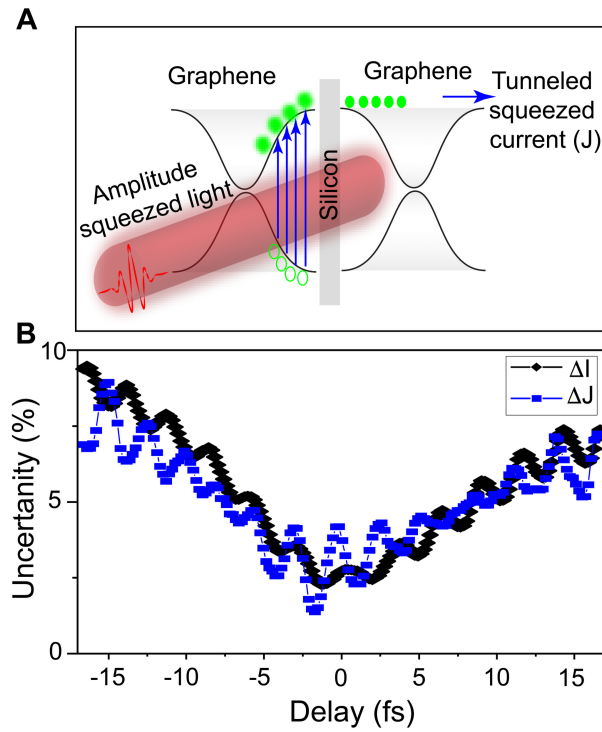 A
Graphene
Graphene
Tunneled
squeezed
current (J)
Amplitude
squeezed light
Silicon
B
10
5
0
Uncertanity (%)
ΔI
ΔJ
-15
-10
-5
0
5
10
15
Delay (fs)